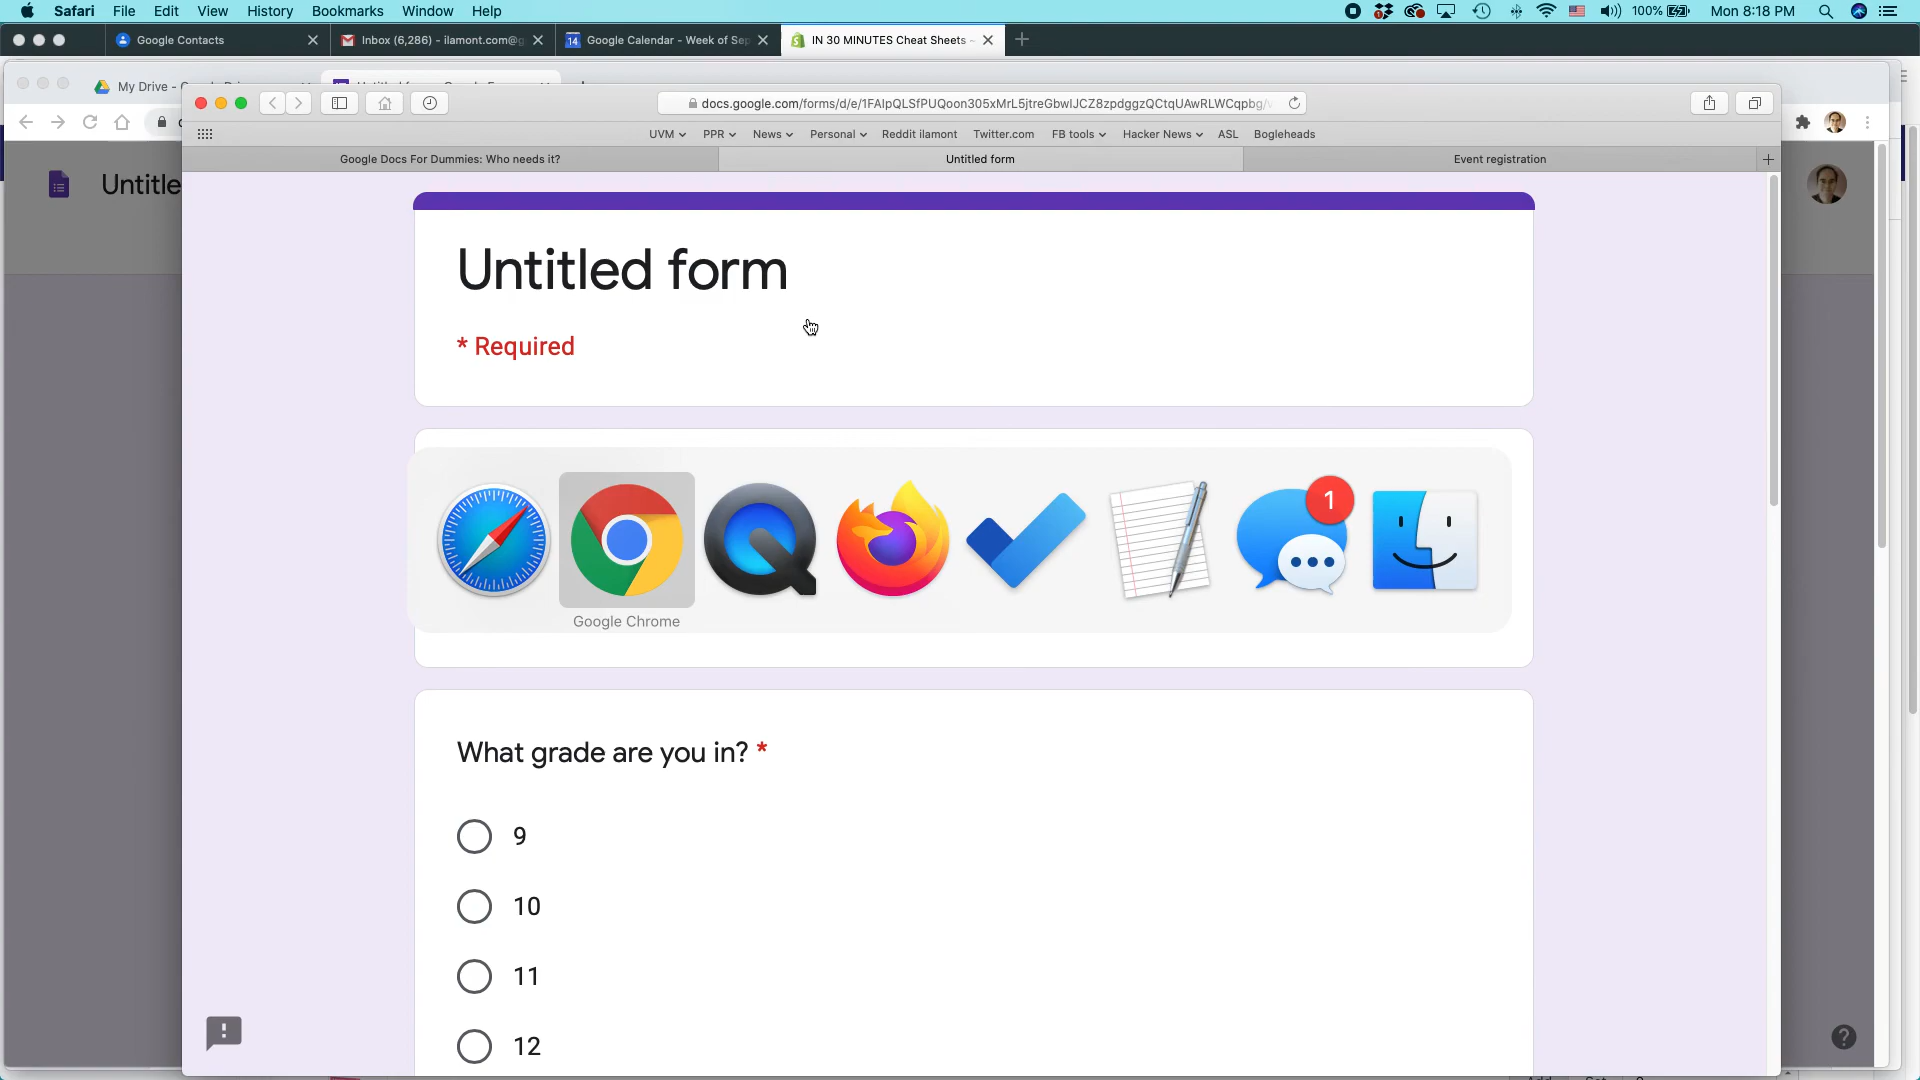 Safari File Edit View History Bookmarks Window Help
100% Mon 8:18 PM
Google Contacts
Inbox (6,286) - ilamont.com@g
14 Google Calendar - Week of Sep
IN 30 MINUTES Cheat Sheets -
My Drive -
docs.google.com/forms/d/e/1FAIpQLSfPUQoon305xMrL5jtreGbwIJCZ8zpdggzQCtqUAwRLWCqpbg/
UVM PPR News Personal Reddit ilamont Twitter.com FB tools Hacker News ASL Bogleheads
Google Docs For Dummies: Who needs it?
Untitled form
Event registration
Untitle
Untitled form
* Required
1
Google Chrome
What grade are you in? *
9
10
11
12